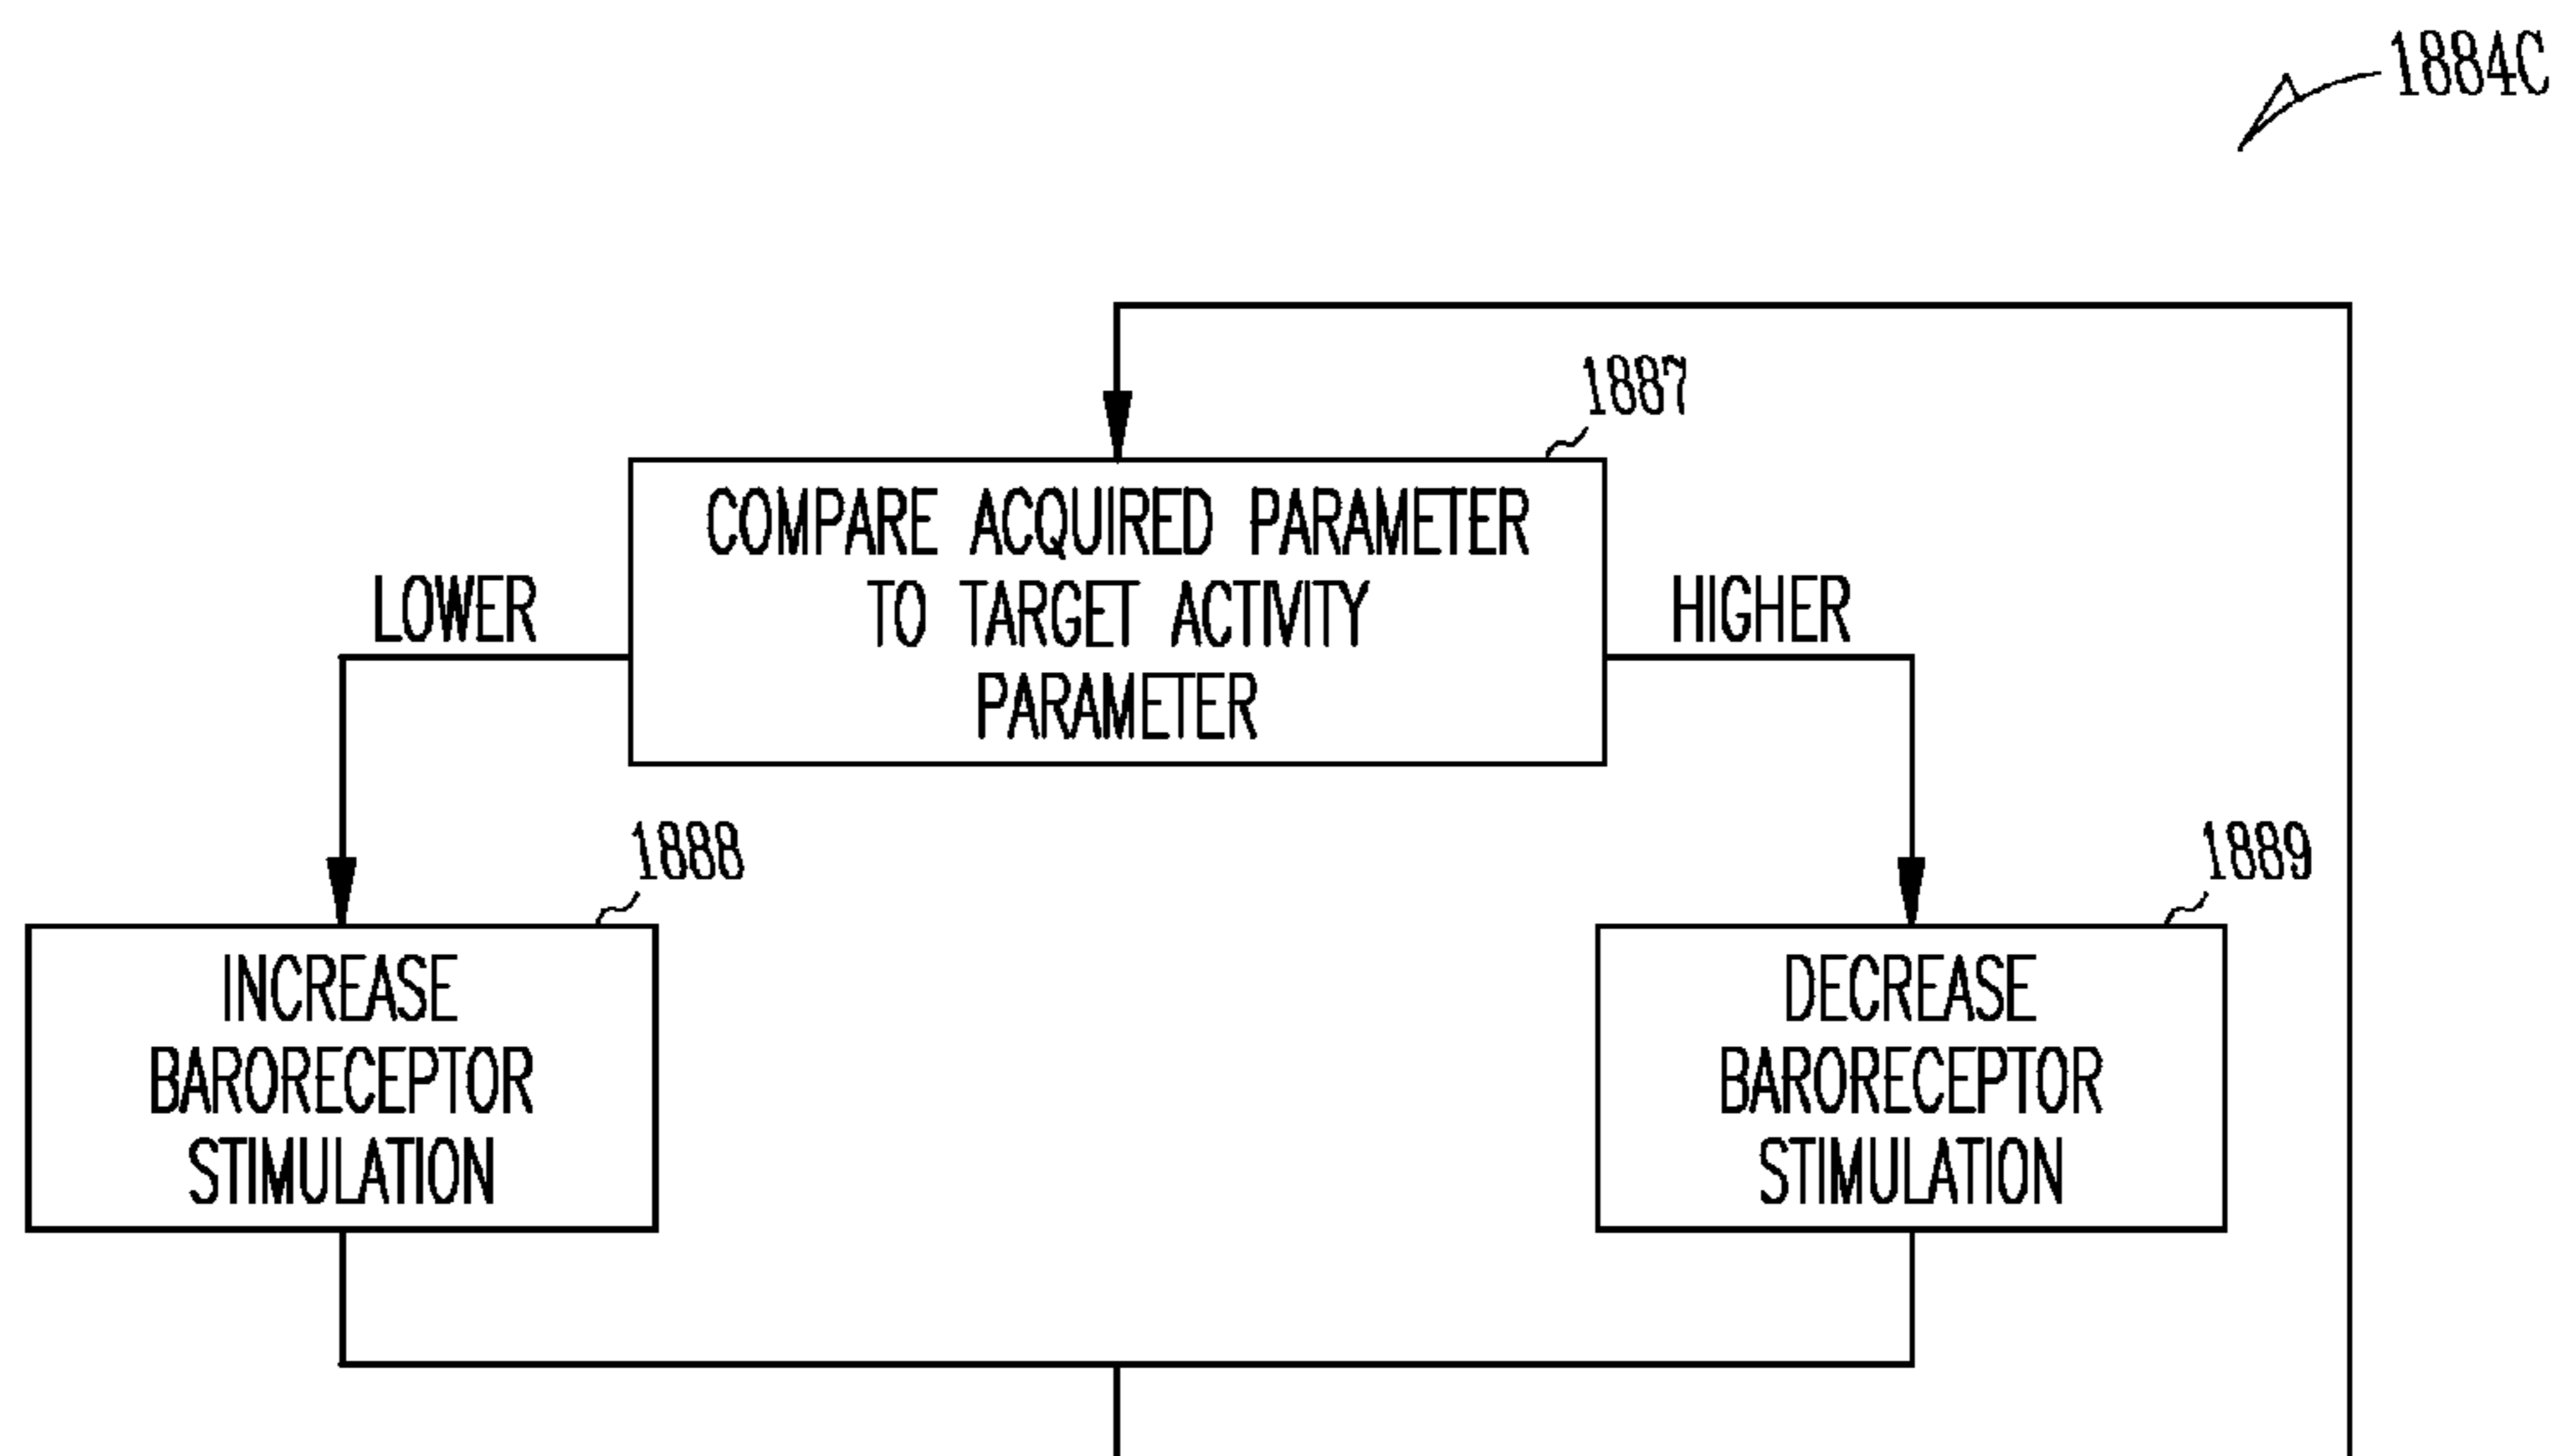 1884C
1887
COMPARE ACQUIRED PARAMETER
TO TARGET ACTIVITY
PARAMETER
LOWER
HIGHER
1888
INCREASE
BARORECEPTOR
STIMULATION
1889
DECREASE
BARORECEPTOR
STIMULATION